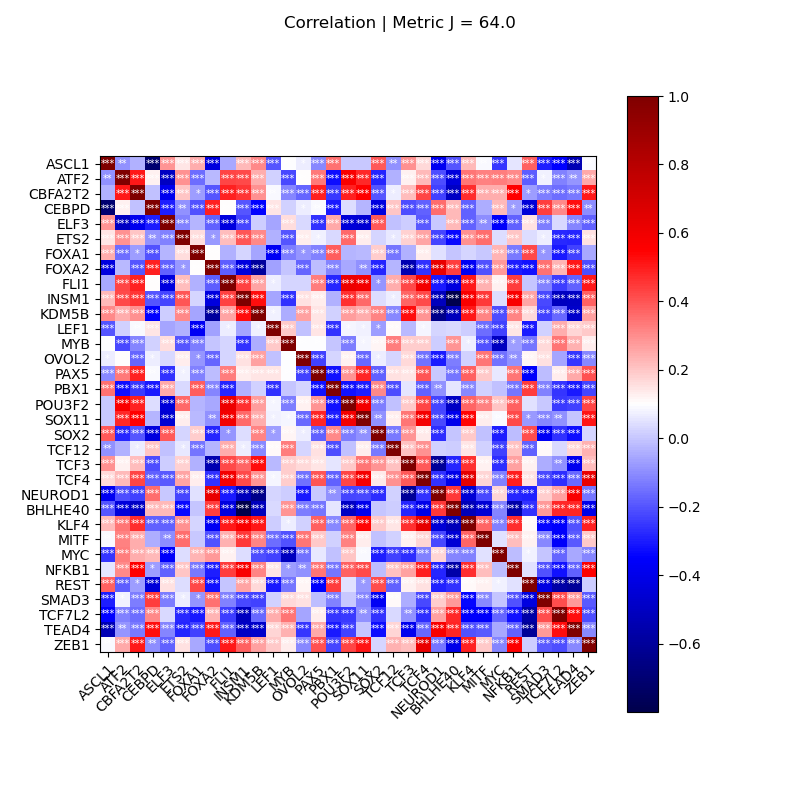 Correlation | Metric J = 64.0
ASCL1
ATF2
CBFA2T2
CEBPD
ELF3
ETS2
FOXA1
FOXA2
FLI1
INSM1
KDM5B
LEF1
MYB
OVOL2
PAX5
PBX1
POU3F2
SOX11
SOX2
TCF12
TCF3
TCF4
NEUROD1
BHLHE40
KLF4
MITF
MYC
NFKB1
REST
SMAD3
TCF7L2
TEAD4
ZEB1
ASCL1
ATF2
CBFA2T2
CEBPD
ELF3
ETS2
FOXA1
FOXA2
FLI1
INSM1
KDM5B
LEF1
MYB
OVOL2
PAX5
PBX1
POU3F2
SOX11
SOX2
TCF12
TCF3
TCF4
NEUROD1
BHLHE40
KLF4
MITF
MYC
NFKB1
REST
SMAD3
TCF7L2
TEAD4
ZEB1
1.0
0.8
0.6
0.4
0.2
0.0
−0.2
−0.4
−0.6